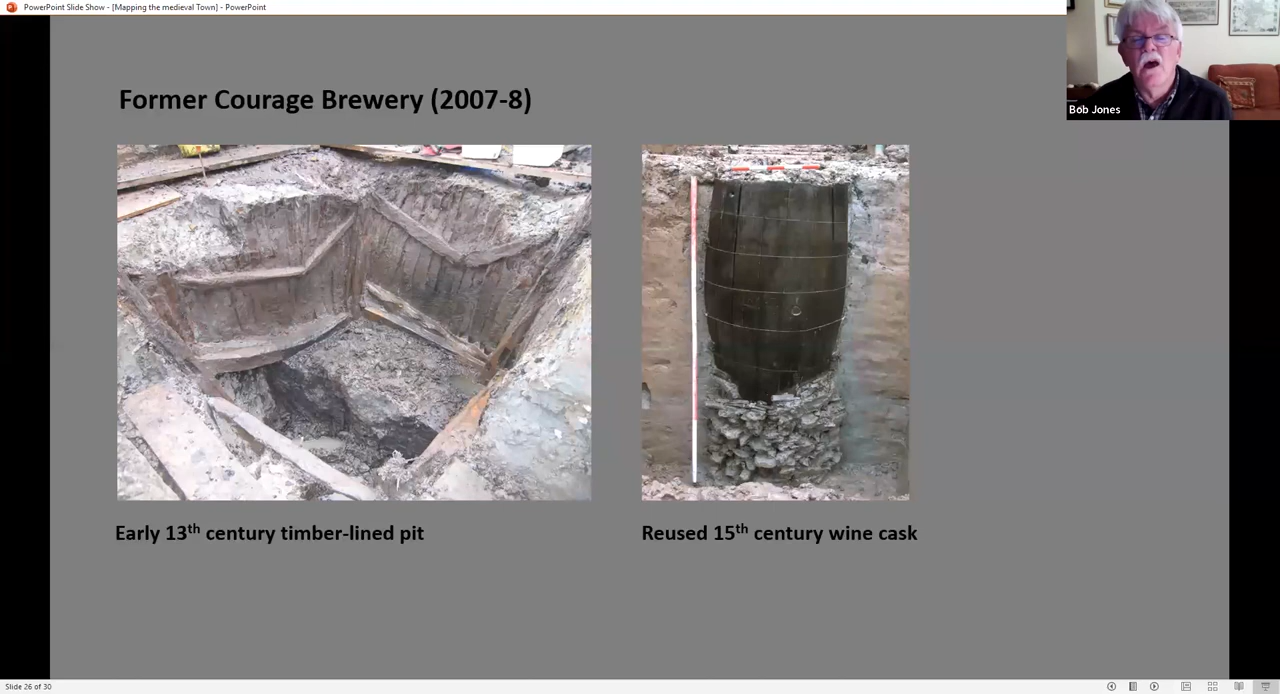 PowerPoint Slide Show - [Mapping the medieval Town] - PowerPoint
Bob Jones
Former Courage Brewery (2007-8)
Early 13th century timber-lined pit
Reused 15th century wine cask
Slide 26 of 30